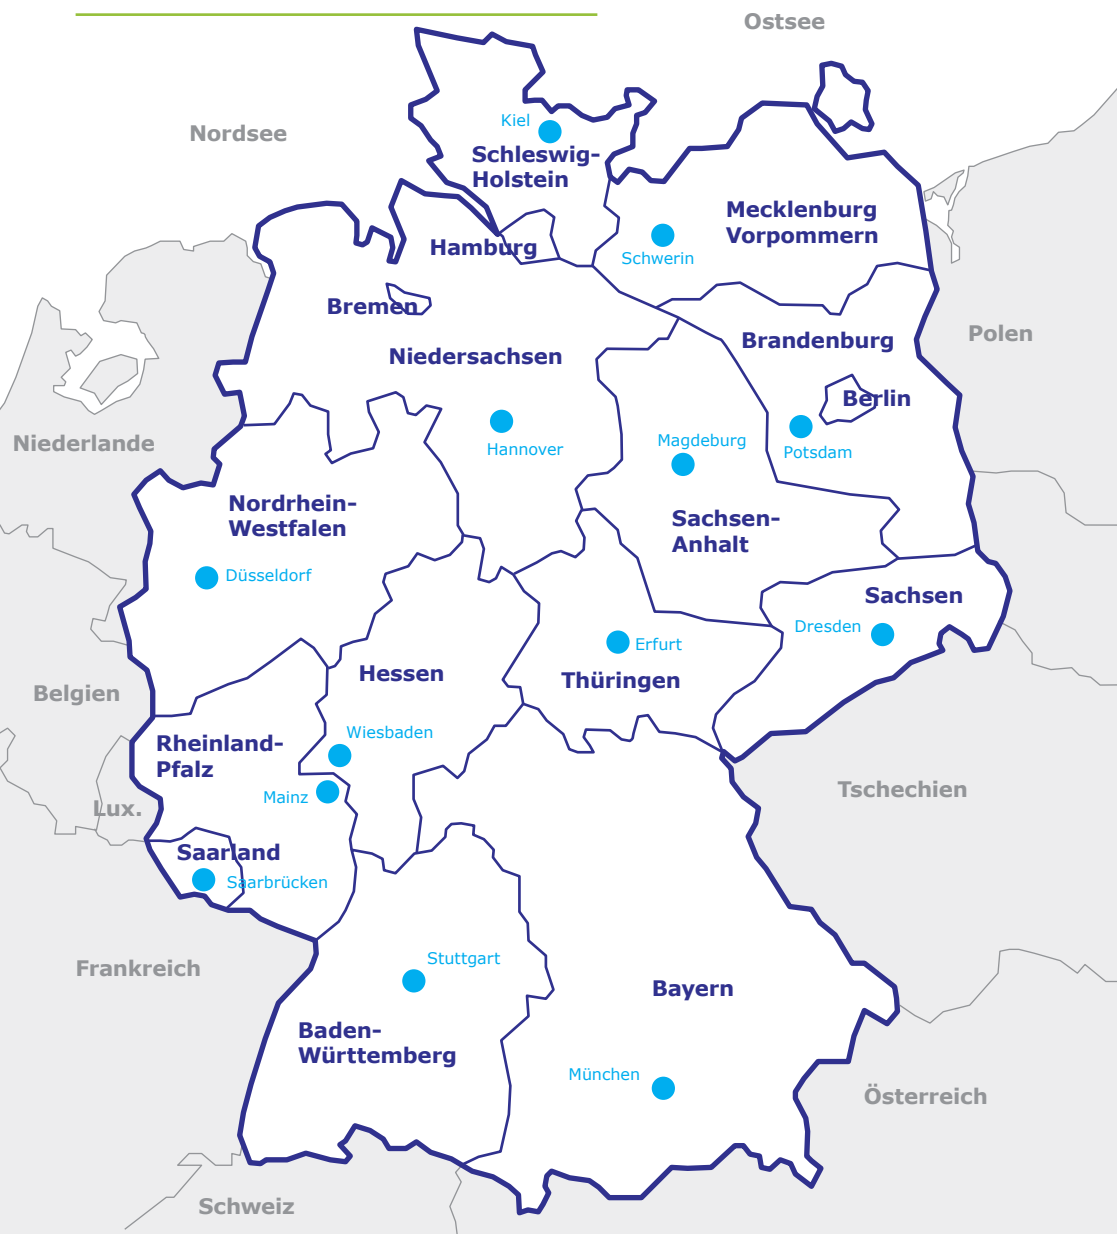 Ostsee
Nordsee
Kiel
Schleswig-
Holstein
Mecklenburg
Vorpommern
Hamburg
Schwerin
Bremen
Polen
Brandenburg
Niedersachsen
Berlin
Niederlande
Hannover
Magdeburg
Potsdam
Nordrhein-
Westfalen
Sachsen-
Anhalt
Düsseldorf
Sachsen
Dresden
Erfurt
Hessen
Thüringen
Belgien
Wiesbaden
Rheinland-
Pfalz
Mainz
Tschechien
Lux.
Saarland
Saarbrücken
Stuttgart
Frankreich
Bayern
Baden-
Württemberg
München
Österreich
Schweiz